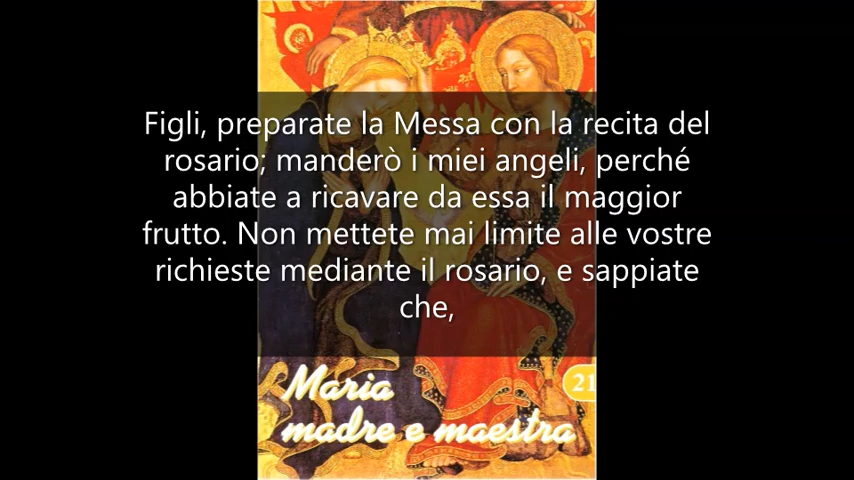 Figli, preparate la Messa con la recita del
rosario; manderò i miei angeli, perché
abbiate a ricavare da essa il maggior
frutto. Non mettete mai limite alle vostre
richieste mediante il rosario, e sappiate
che,
Maria
21
madre e maestra